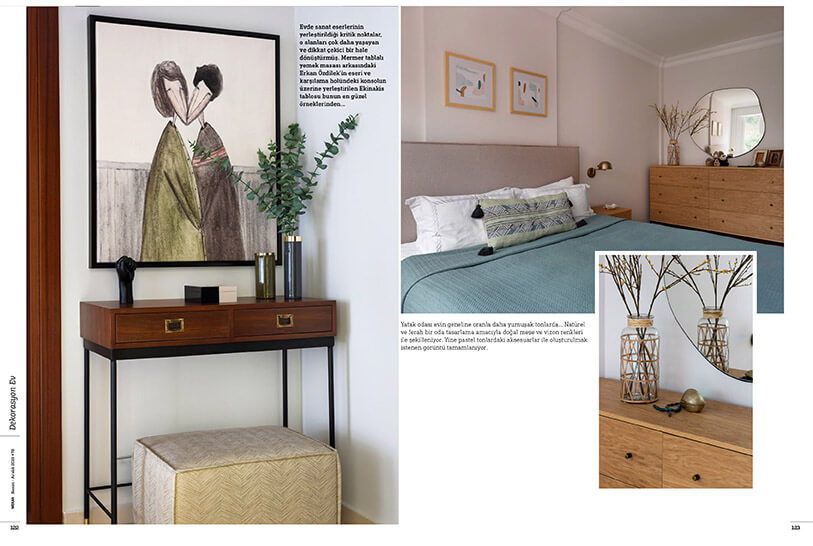 Evde sanat eserlerinin
yerleştirildiği kritik noktalar,
o alanları çok daha yaşayan
ve dikkat çekici bir hale
dönüştürmüş. Mermer tablalı
yemek masası arkasındaki
Erkan Özdilek'in eseri ve
karşılama holündeki konsolun
üzerine yerleştirilen Ekinakis
tablosu bunun en güzel
örneklerinden...
Yatak odası evin geneline oranla daha yumuşak tonlarda... Natürel
ve ferah bir oda tasarlama amacıyla doğal meşe ve vizon renkleri
ile şekilleniyor. Yine pastel tonlardaki aksesuarlar ile oluşturulmak
istenen görüntü tamamlanıyor.
Dekorasyon Ev
122
123